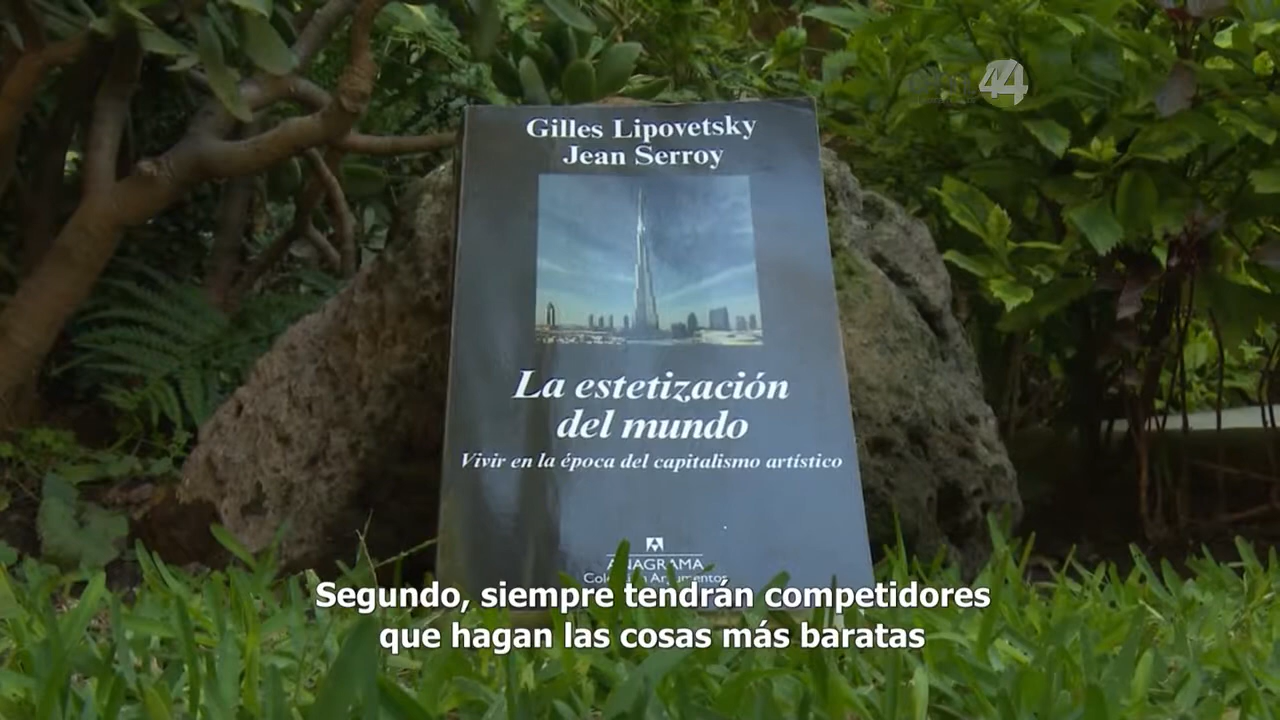 44
Gilles Lipovetsky
Jean Serroy
La estetización
del mundo
Vivir en la época del capitalismo artístico
ANAGRAMA
Segundo, siempre tendrán competidores
que hagan las cosas más baratas